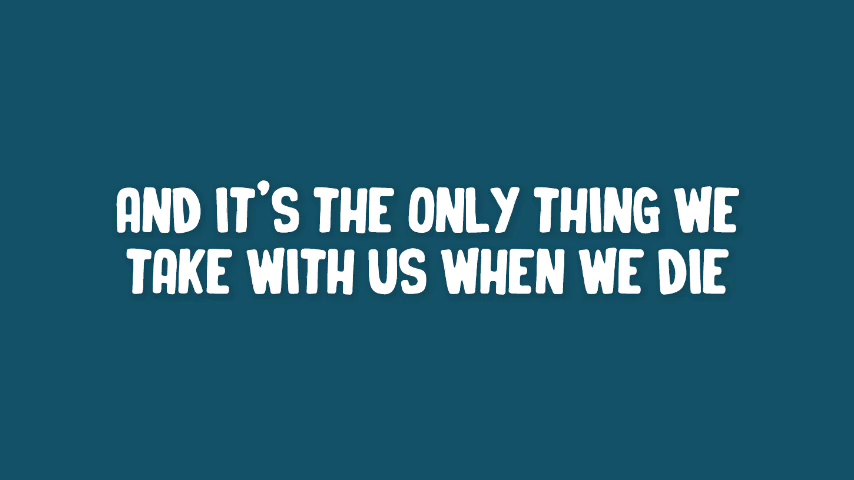 AND IT'S THE ONLY THING WE
TAKE WITH US WHEN WE DIE